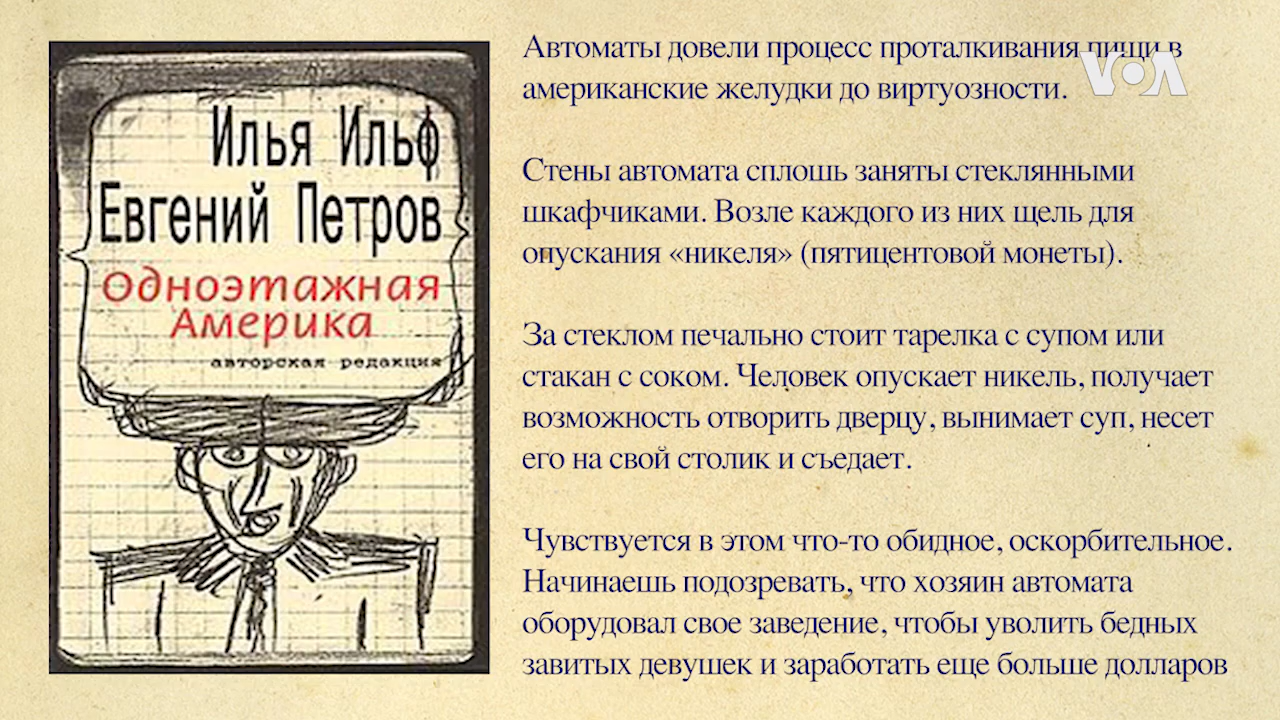 Илья Ильф
Евгений Петров
Одноэтажная
Америка
авторская редакция
Автоматы довели процесс проталкивания пищи в
американские желудки до виртуозности.
VOA
Стены автомата сплошь заняты стеклянными
шкафчиками. Возле каждого из них щель для
опускания «никеля» (пятицентовой монеты).
За стеклом печально стоит тарелка с супом или
стакан с соком. Человек опускает никель, получает
возможность отворить дверцу, вынимает суп, несет
его на свой столик и съедает.
Чувствуется в этом что-то обидное, оскорбительное.
Начинаешь подозревать, что хозяин автомата
оборудовал свое заведение, чтобы уволить бедных
завитых девушек и заработать еще больше долларов